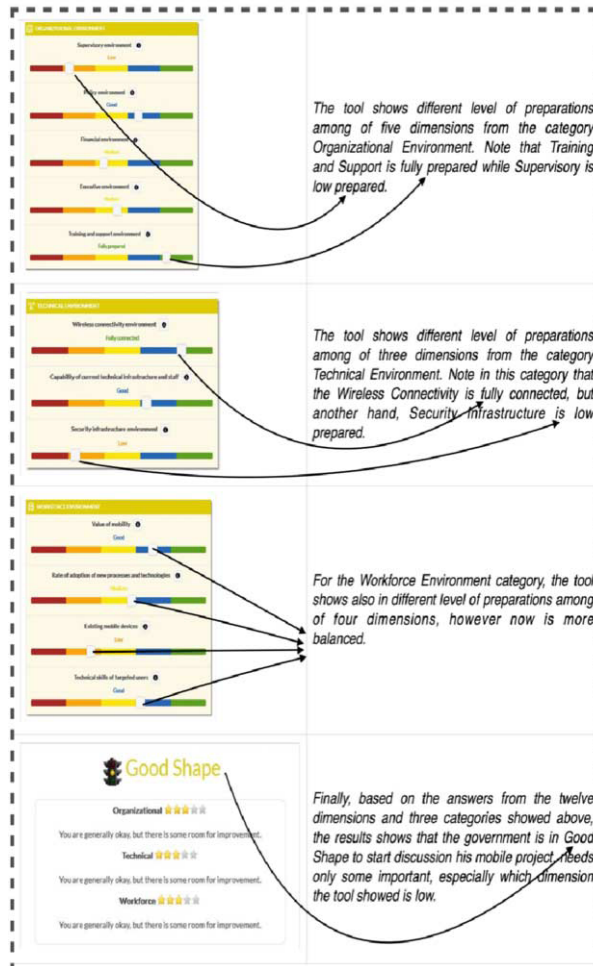 ORGANIZATIONAL ENVIRONMENT
Supervisory environment
Low
Policy environment
Good
Financial environment
Medium
Executive environment
Medium
Training and support environment
Fully prepared
The tool shows different level of preparations
among of five dimensions from the category
Organizational Environment. Note that Training
and Support is fully prepared while Supervisory is
low prepared.
TECHNICAL ENVIRONMENT
Wireless connectivity environment
Fully connected
Capability of current technical infrastructure and staff
Good
Security infrastructure environment
Low
The tool shows different level of preparations
among of three dimensions from the category
Technical Environment. Note in this category that
the Wireless Connectivity is fully connected, but
another hand, Security Infrastructure is low
prepared.
WORKFORCE ENVIRONMENT
Value of mobility
Good
Rate of adoption of new processes and technologies
Medium
Existing mobile devices
Low
Technical skills of targeted users
Good
For the Workforce Environment category, the tool
shows also in different level of preparations among
of four dimensions, however now is more
balanced.
Good Shape
Organizational
You are generally okay, but there is some room for improvement.
Technical
You are generally okay, but there is some room for improvement.
Workforce
You are generally okay, but there is some room for improvement.
Finally, based on the answers from the twelve
dimensions and three categories showed above,
the results shows that the government is in Good
Shape to start discussion his mobile project, needs
only some important, especially which dimension
the tool showed is low.